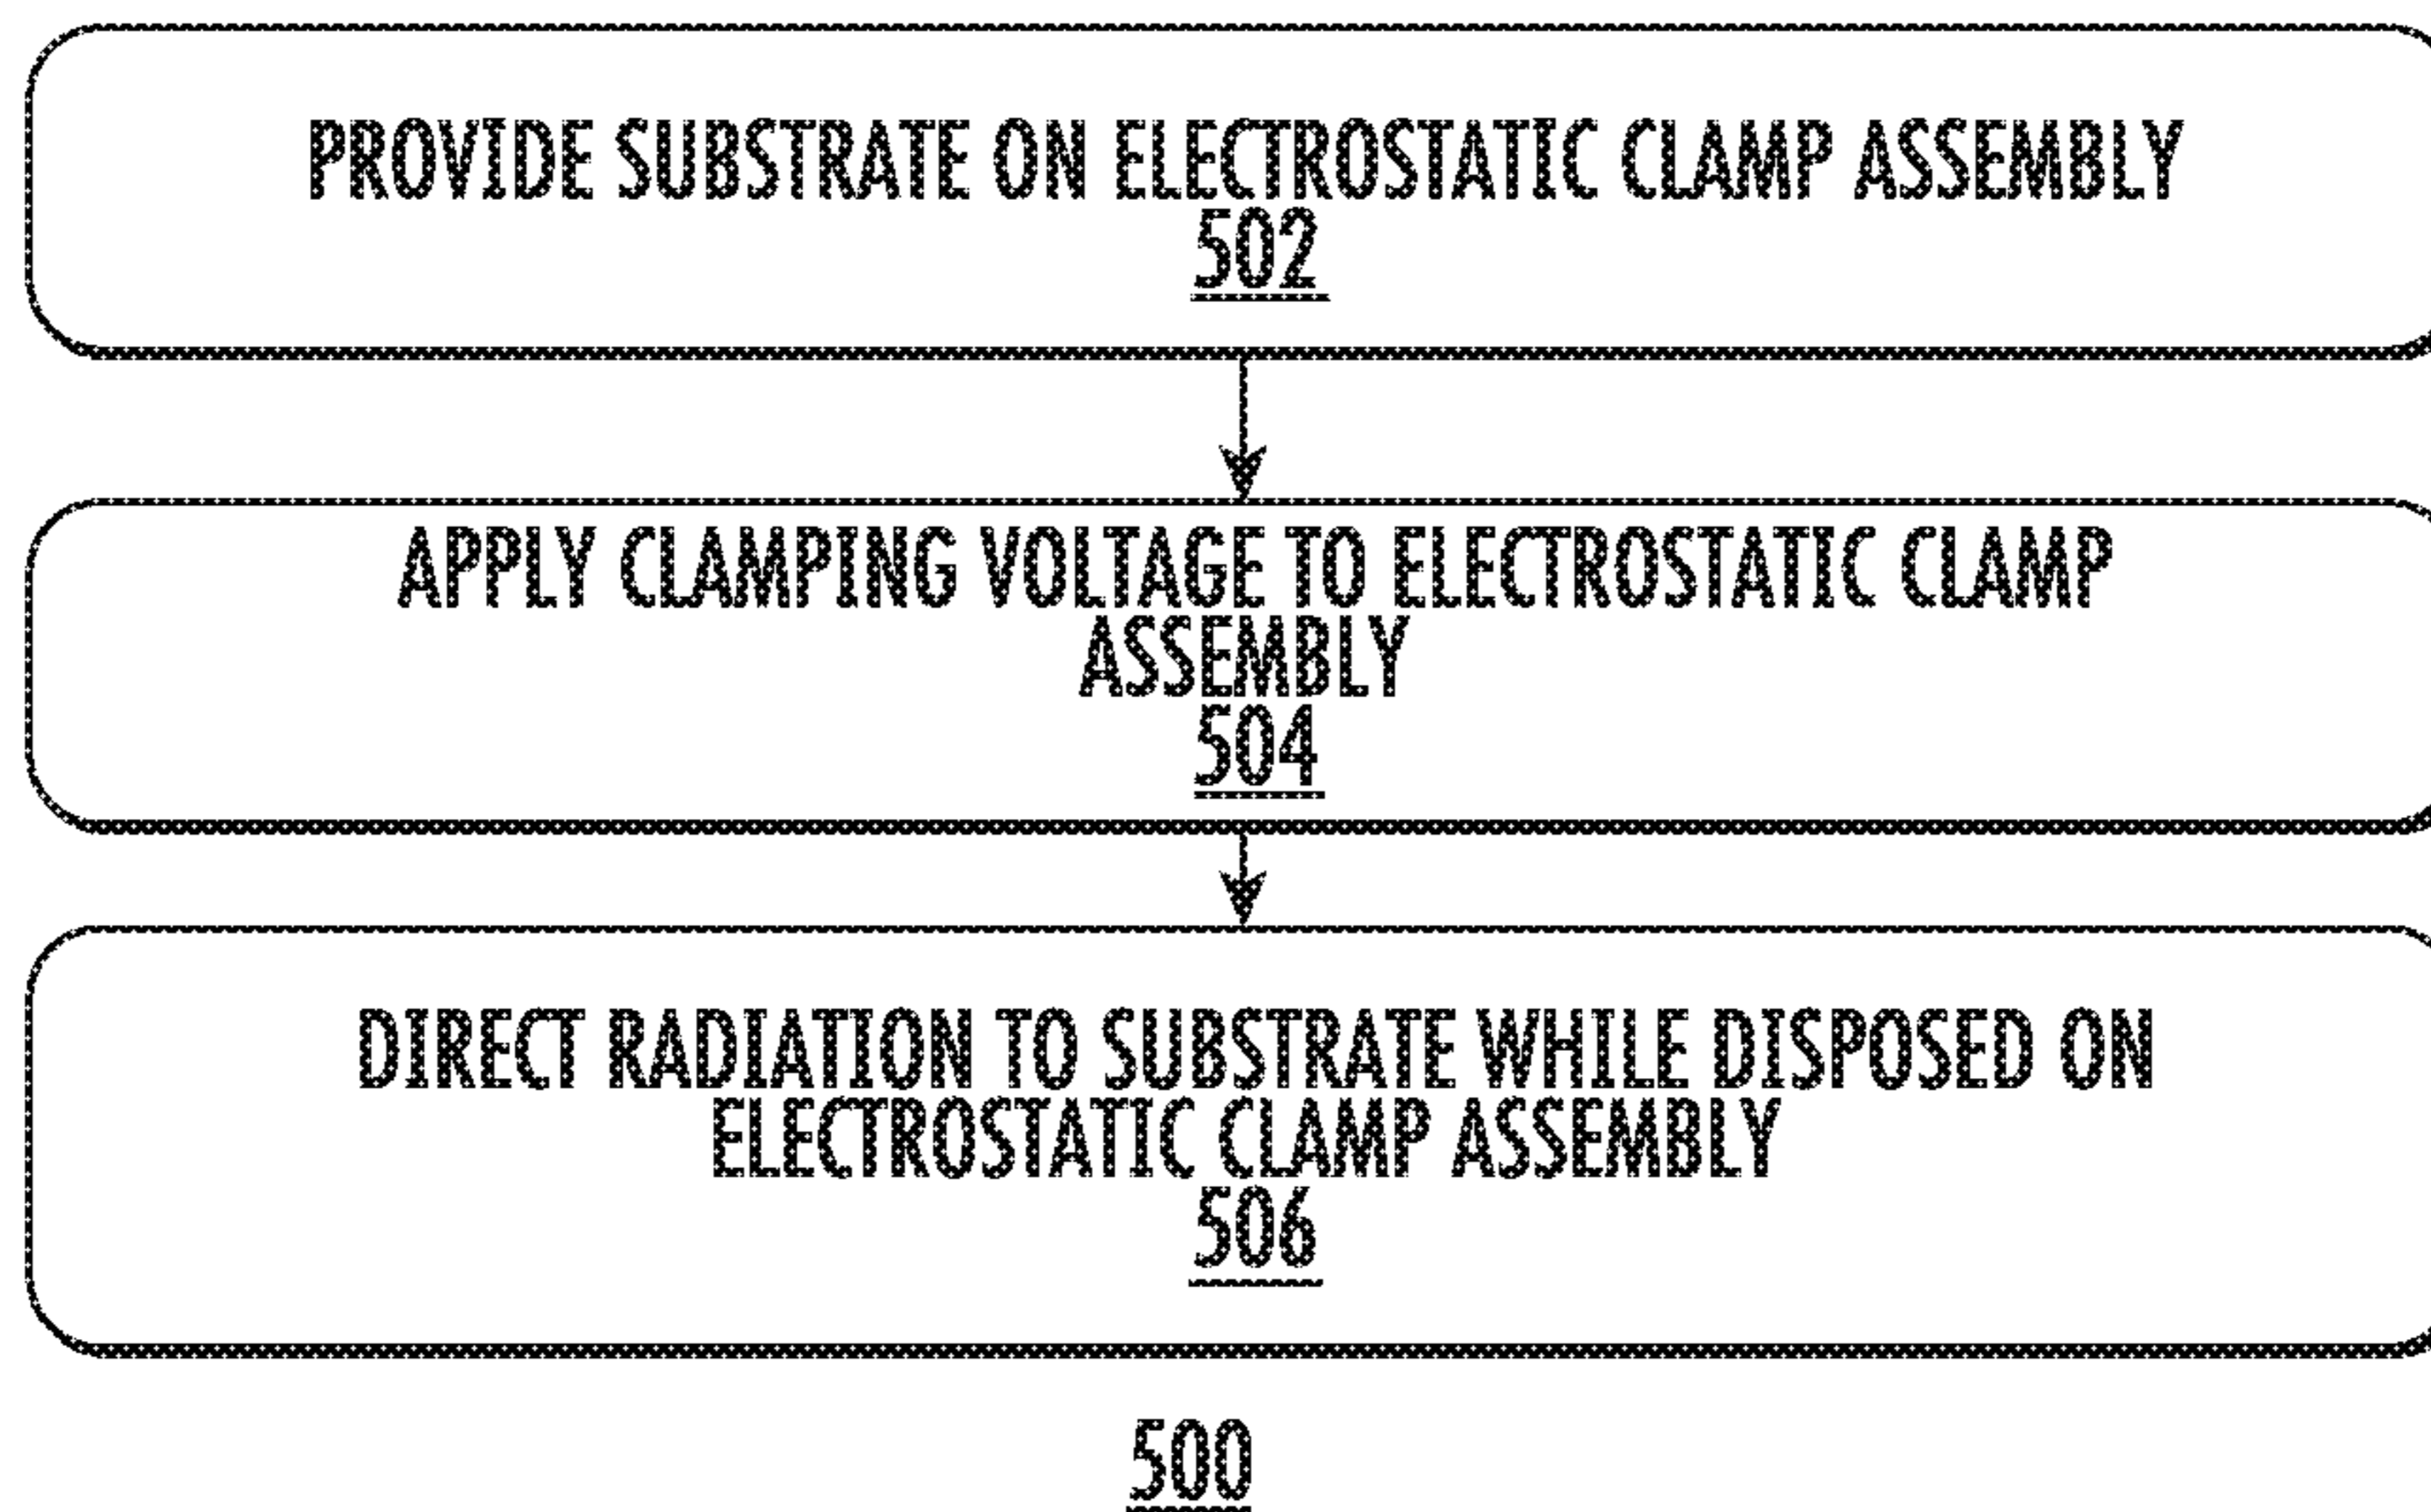 PROVIDE SUBSTRATE ON ELECTROSTATIC CLAMP ASSEMBLY
502
APPLY CLAMPING VOLTAGE TO ELECTROSTATIC CLAMP
ASSEMBLY
504
DIRECT RADIATION TO SUBSTRATE WHILE DISPOSED ON
ELECTROSTATIC CLAMP ASSEMBLY
506
500